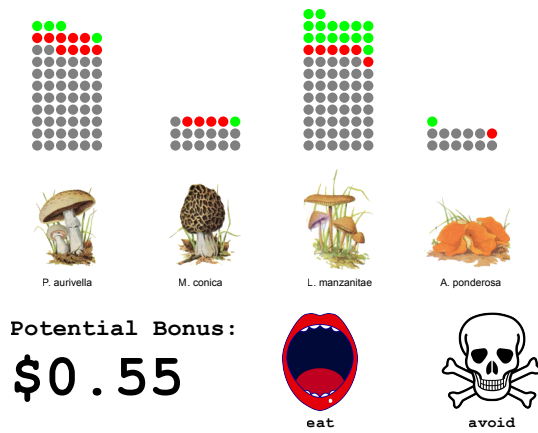 P. aurivella
M. conica
L. manzanitae
A. ponderosa
Potential Bonus:
$0.55
eat
avoid